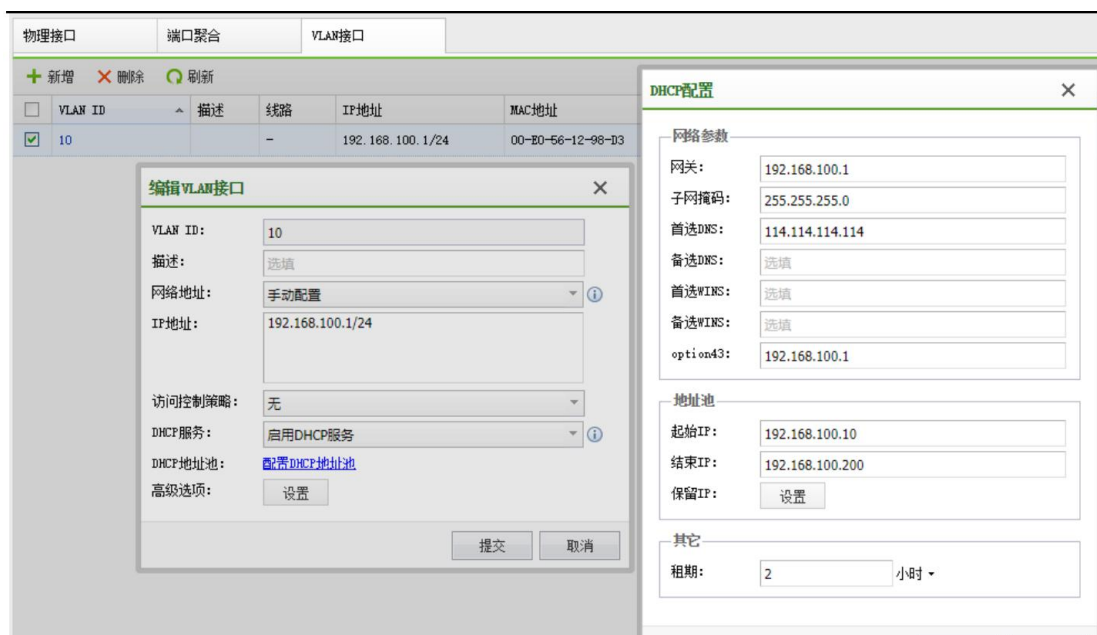 物理接口 端口聚合 VLAN接口
新增 删除 刷新
VLAN ID 描述 线路 IP地址 MAC地址
10 - 192.168.100.1/24 00-E0-56-12-98-D3
编辑VLAN接口
VLAN ID: 10
描述: 选填
网络地址: 手动配置
IP地址: 192.168.100.1/24
访问控制策略: 无
DHCP服务: 启用DHCP服务
DHCP地址池: 配置DHCP地址池
高级选项: 设置
提交 取消
DHCP配置
网络参数
网关: 192.168.100.1
子网掩码: 255.255.255.0
首选DNS: 114.114.114.114
备选DNS: 选填
首选WINS: 选填
备选WINS: 选填
option43: 192.168.100.1
地址池
起始IP: 192.168.100.10
结束IP: 192.168.100.200
保留IP: 设置
其它
租期: 2 小时